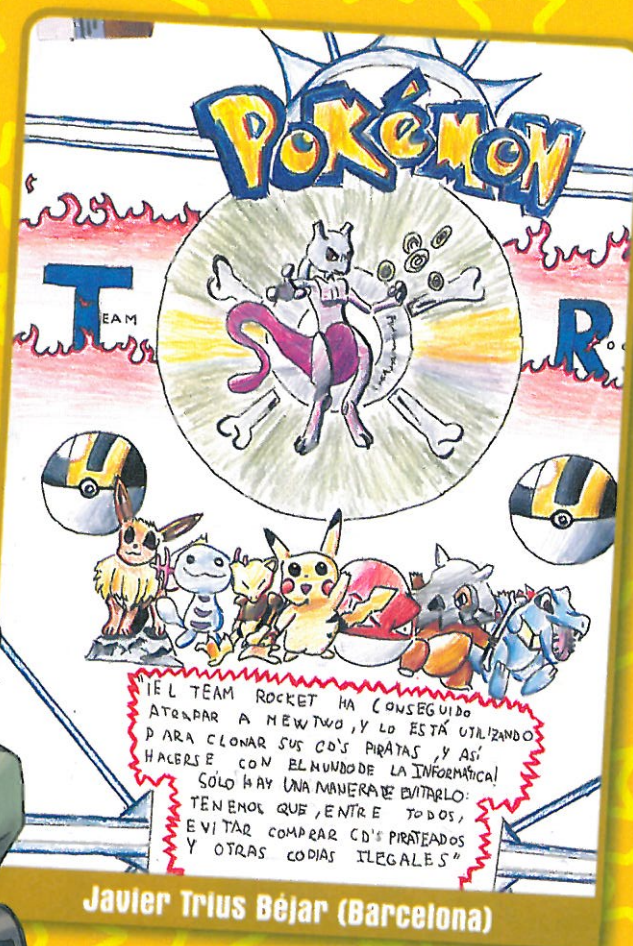 POKéMON
TEAM R...
"¡EL TEAM ROCKET HA CONSEGUIDO
ATRAPAR A MEWTWO, Y LO ESTÁ UTILIZANDO
PARA CLONAR SUS CD'S PIRATAS, Y ASÍ
HACERSE CON EL MUNDO DE LA INFORMÁTICA!
SÓLO HAY UNA MANERA DE EVITARLO:
TENEMOS QUE, ENTRE TODOS,
EVITAR COMPRAR CD'S PIRATEADOS
Y OTRAS COPIAS ILEGALES"
Javier Trius Béjar (Barcelona)